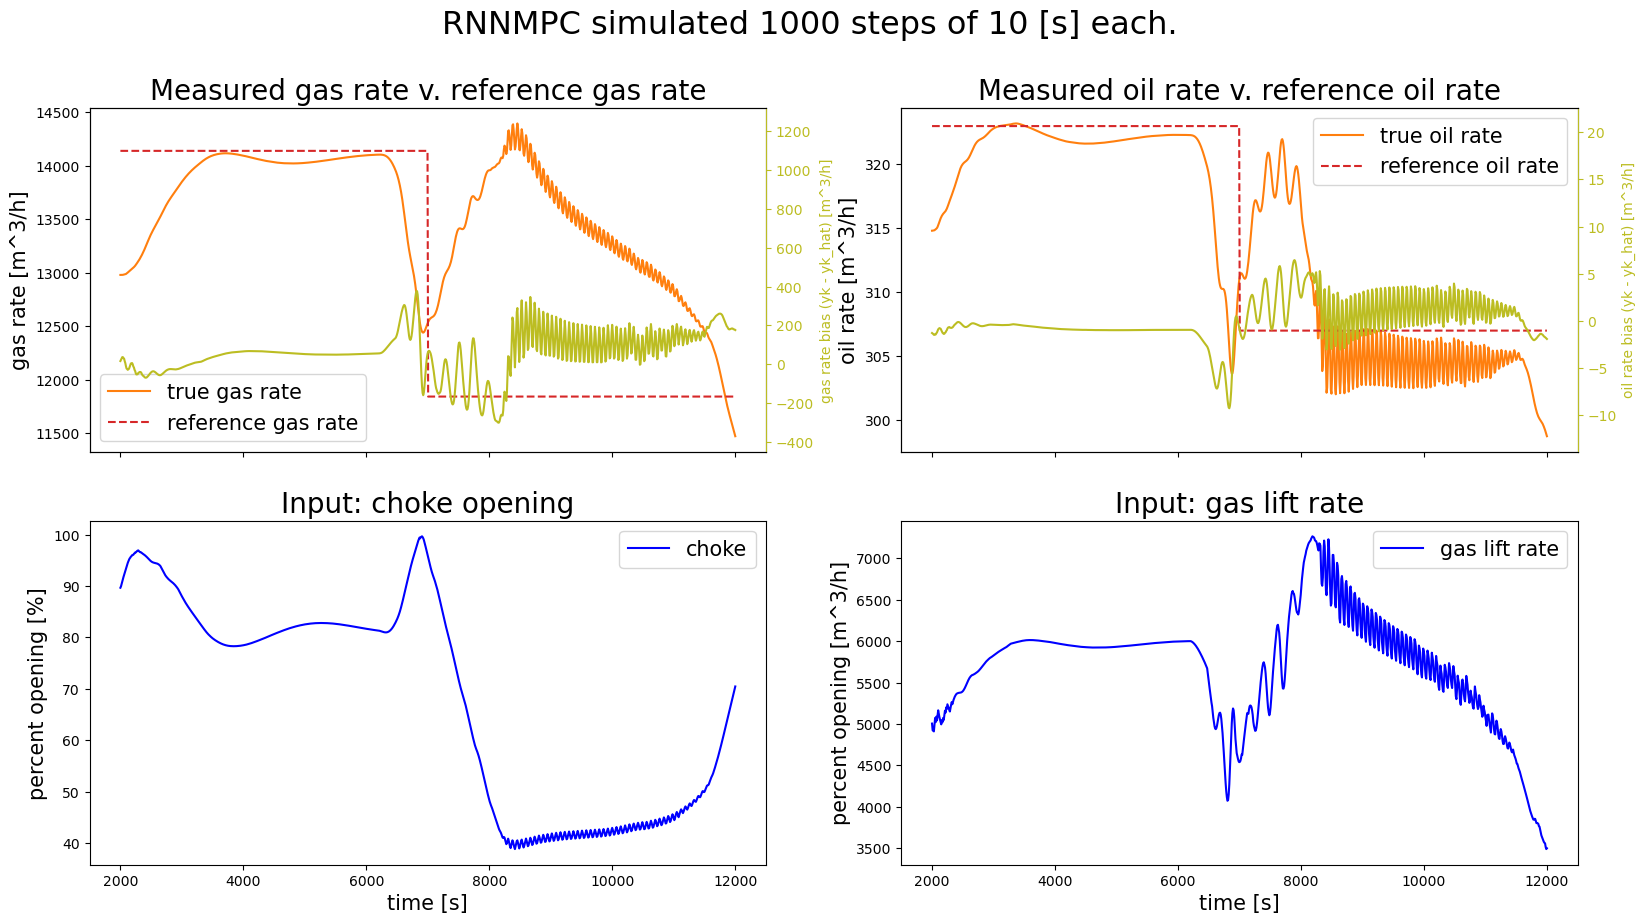 RNNMPC simulated 1000 steps of 10 [s] each.
Measured gas rate v. reference gas rate
gas rate [m^3/h]
14500
14000
13500
13000
12500
12000
11500
true gas rate
reference gas rate
1200
1000
800
600
400
200
0
−200
−400
gas rate bias (yk - yk_hat) [m^3/h]
Measured oil rate v. reference oil rate
oil rate [m^3/h]
320
315
310
305
300
true oil rate
reference oil rate
20
15
10
5
0
−5
−10
oil rate bias (yk - yk_hat) [m^3/h]
Input: choke opening
percent opening [%]
100
90
80
70
60
50
40
choke
2000
4000
6000
8000
10000
12000
time [s]
Input: gas lift rate
percent opening [m^3/h]
7000
6500
6000
5500
5000
4500
4000
3500
gas lift rate
2000
4000
6000
8000
10000
12000
time [s]